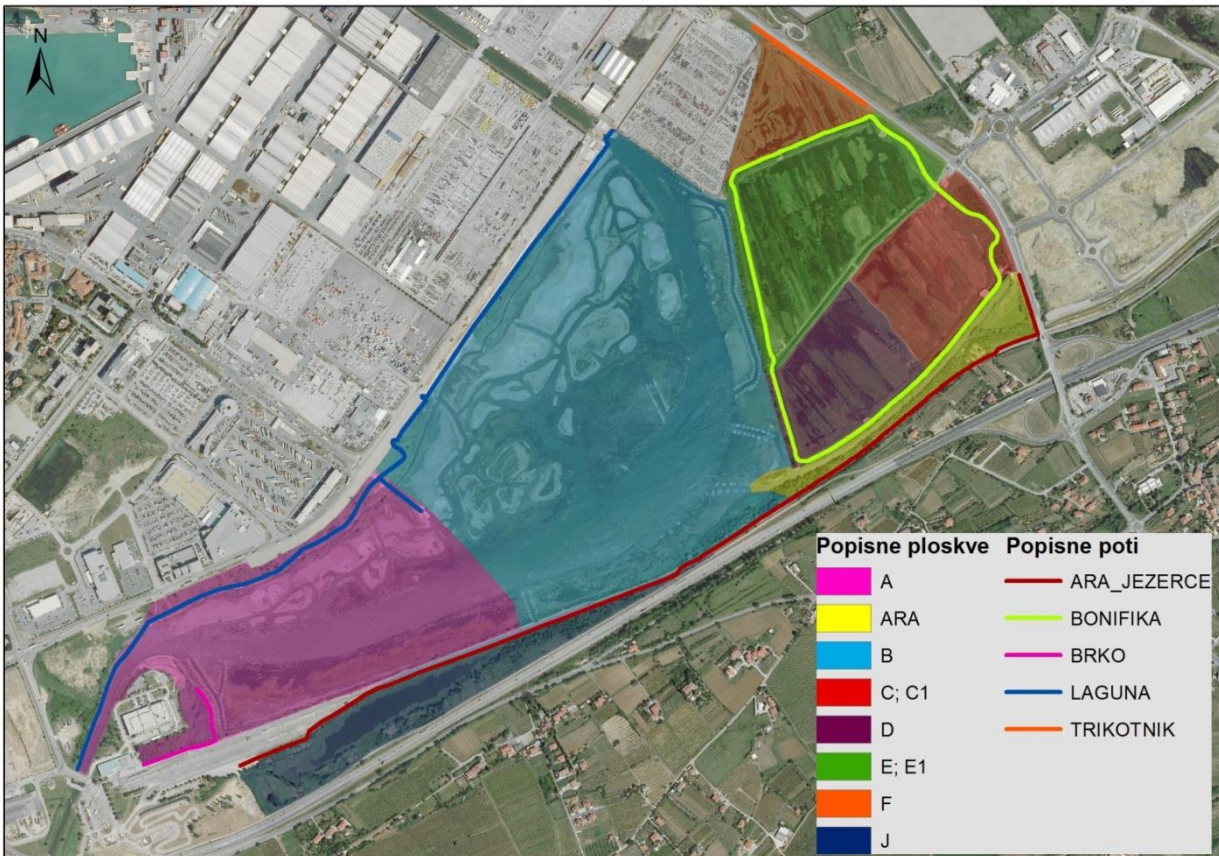 N
Popisne ploskve Popisne poti
A ARA_JEZERCE
ARA BONIFIKA
B BRKO
C; C1 LAGUNA
D TRIKOTNIK
E; E1
F
J